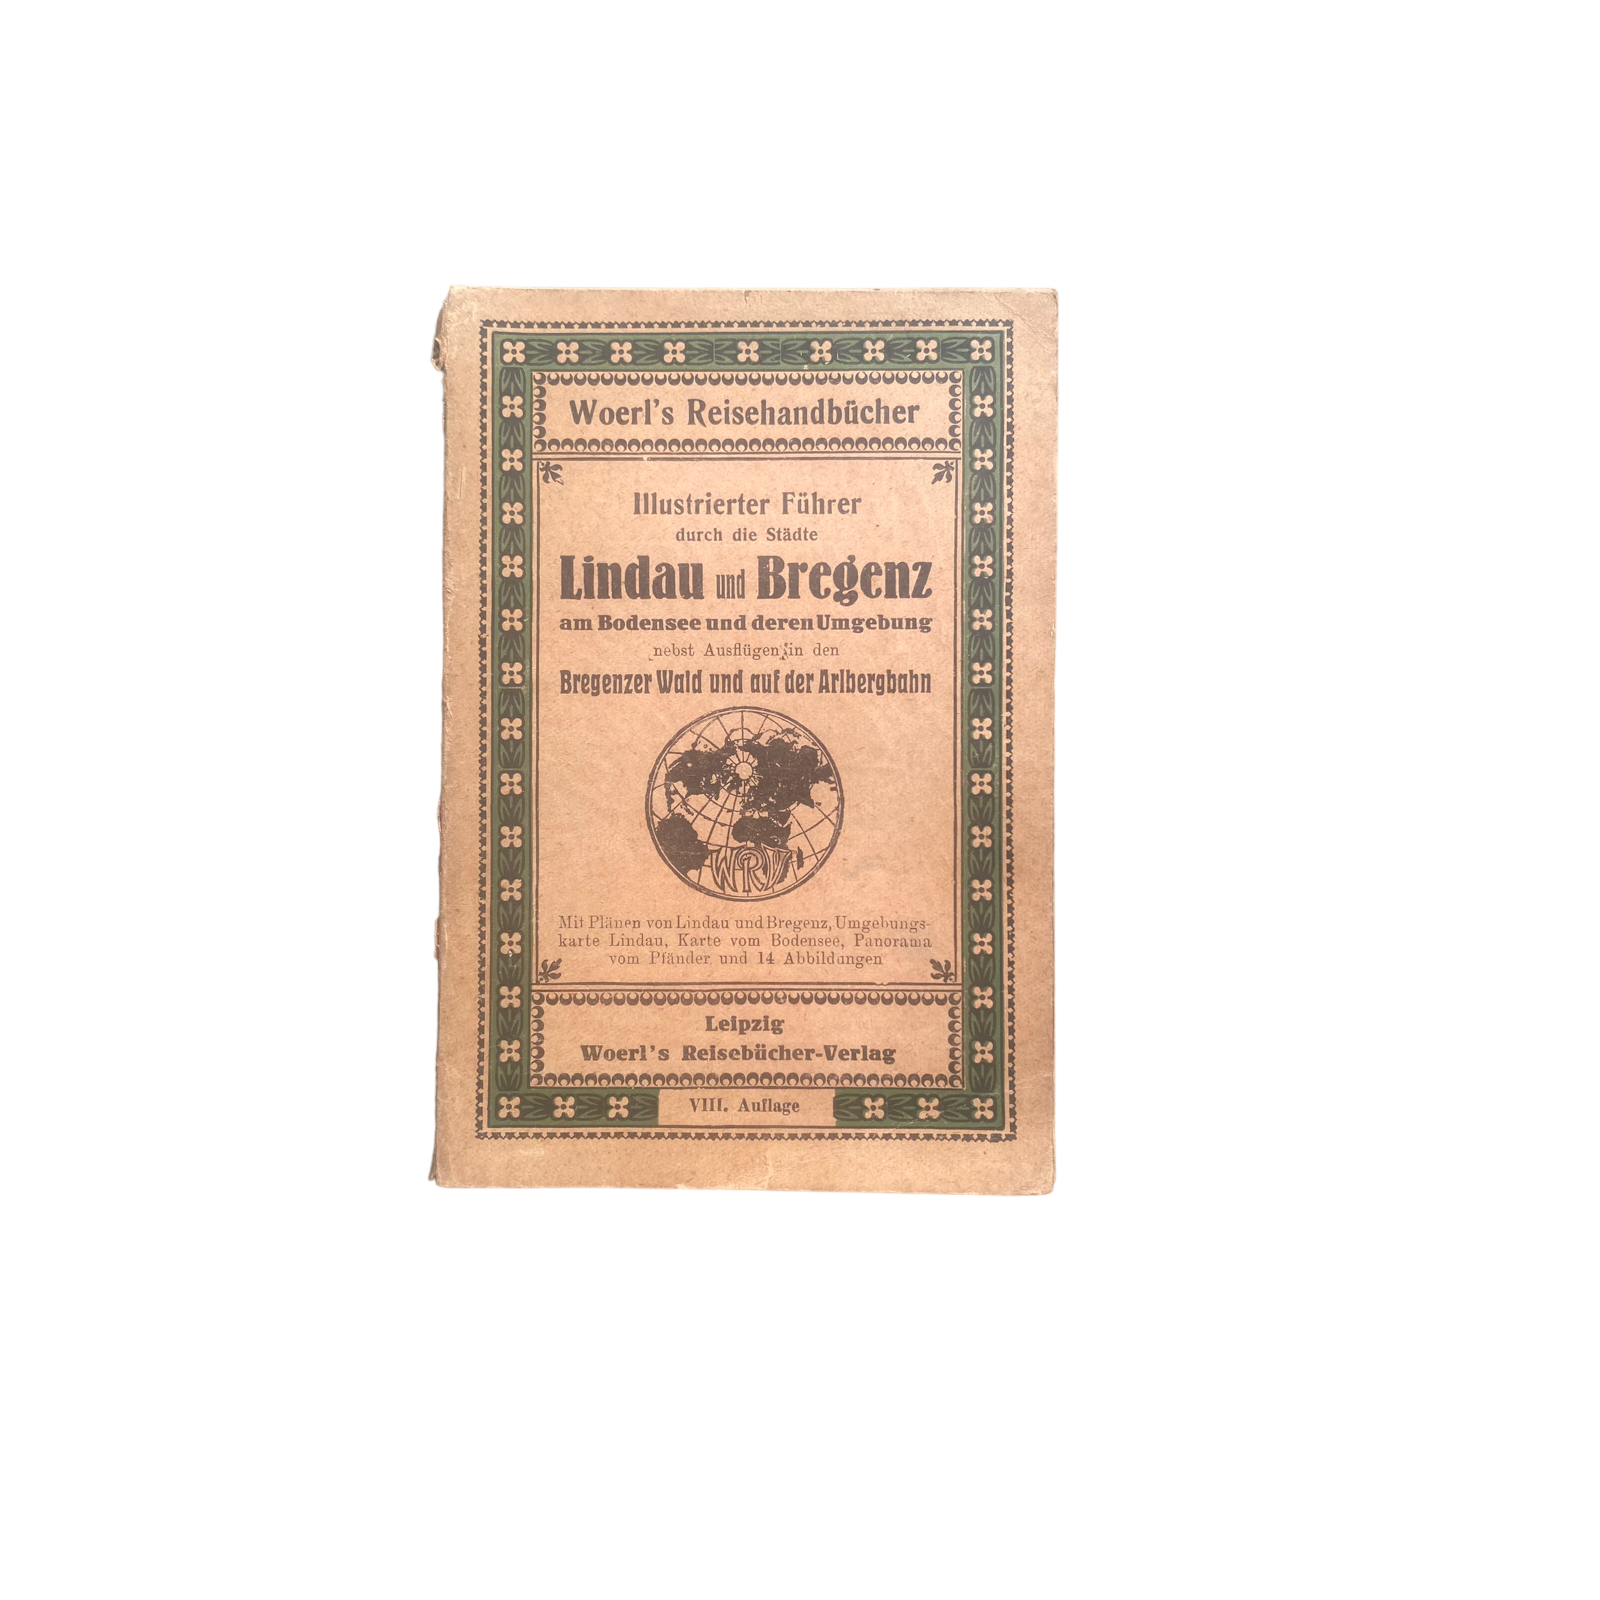 Woerl's Reisehandbücher
Illustrierter Führer
durch die Städte
Lindau und Bregenz
am Bodensee und deren Umgebung
nebst Ausflügen in den
Bregenzer Wald und auf der Arlbergbahn
WRV
Mit Plänen von Lindau und Bregenz, Umgebungs-
karte Lindau, Karte vom Bodensee, Panorama
vom Pfänder und 14 Abbildungen
Leipzig
Woerl's Reisebücher-Verlag
VIII. Auflage